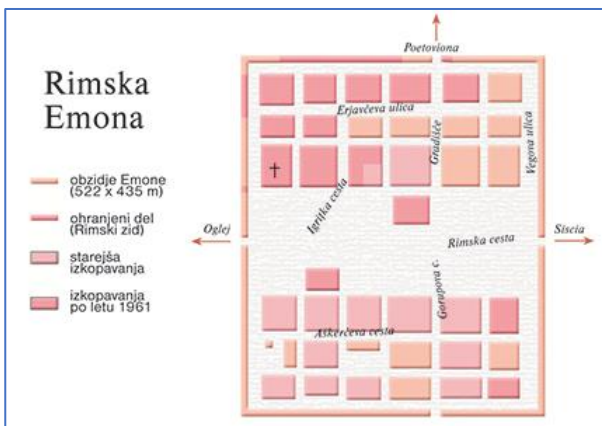 Rimska
Emona
obzidje Emone
(522 x 435 m)
ohranjeni del
(Rimski zid)
starejša
izkopavanja
izkopavanja
po letu 1961
Poetoviona
Erjavčeva ulica
Gradišče
Vegova ulica
Igriška cesta
Oglej
Rimska cesta
Siscia
Gorupova c.
Aškerčeva cesta